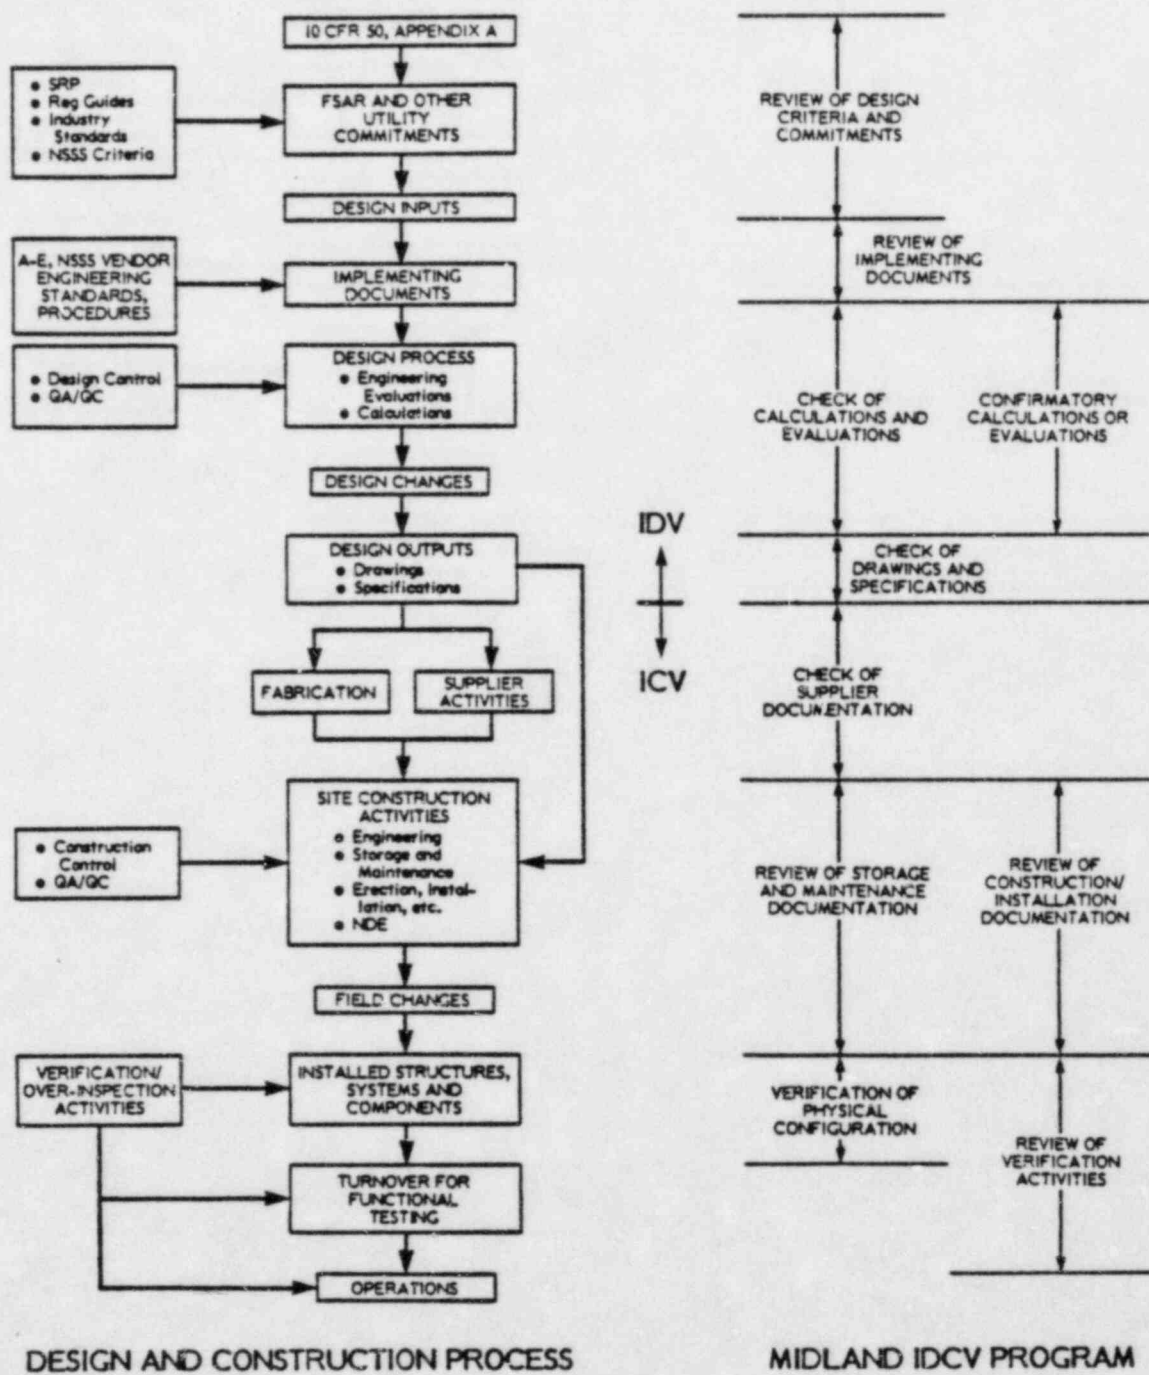 10 CFR 50, APPENDIX A
• SRP
• Reg Guides
• Industry
Standards
• NSSS Criteria
FSAR AND OTHER
UTILITY
COMMITMENTS
DESIGN INPUTS
A-E, NSSS VENDOR
ENGINEERING
STANDARDS,
PROCEDURES
IMPLEMENTING
DOCUMENTS
• Design Control
• QA/QC
DESIGN PROCESS
• Engineering
Evaluations
• Calculations
DESIGN CHANGES
DESIGN OUTPUTS
• Drawings
• Specifications
FABRICATION
SUPPLIER
ACTIVITIES
SITE CONSTRUCTION
ACTIVITIES
• Engineering
• Storage and
Maintenance
• Erection, Instal-
lation, etc.
• NDE
• Construction
Control
• QA/QC
FIELD CHANGES
VERIFICATION/
OVER-INSPECTION
ACTIVITIES
INSTALLED STRUCTURES,
SYSTEMS AND
COMPONENTS
TURNOVER FOR
FUNCTIONAL
TESTING
OPERATIONS
DESIGN AND CONSTRUCTION PROCESS
IDV
ICV
REVIEW OF DESIGN
CRITERIA AND
COMMITMENTS
REVIEW OF
IMPLEMENTING
DOCUMENTS
CHECK OF
CALCULATIONS AND
EVALUATIONS
CONFIRMATORY
CALCULATIONS OR
EVALUATIONS
CHECK OF
DRAWINGS AND
SPECIFICATIONS
CHECK OF
SUPPLIER
DOCUMENTATION
REVIEW OF STORAGE
AND MAINTENANCE
DOCUMENTATION
REVIEW OF
CONSTRUCTION/
INSTALLATION
DOCUMENTATION
VERIFICATION OF
PHYSICAL
CONFIGURATION
REVIEW OF
VERIFICATION
ACTIVITIES
MIDLAND IDCV PROGRAM